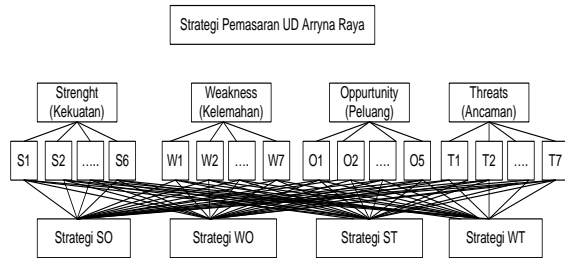 Strategi Pemasaran UD Arryna Raya
Strenght
(Kekuatan)
Weakness
(Kelemahan)
Oppurtunity
(Peluang)
Threats
(Ancaman)
S1 S2 ..... S6 W1 W2 .... W7 O1 O2 .... O5 T1 T2 .... T7
Strategi SO Strategi WO Strategi ST Strategi WT